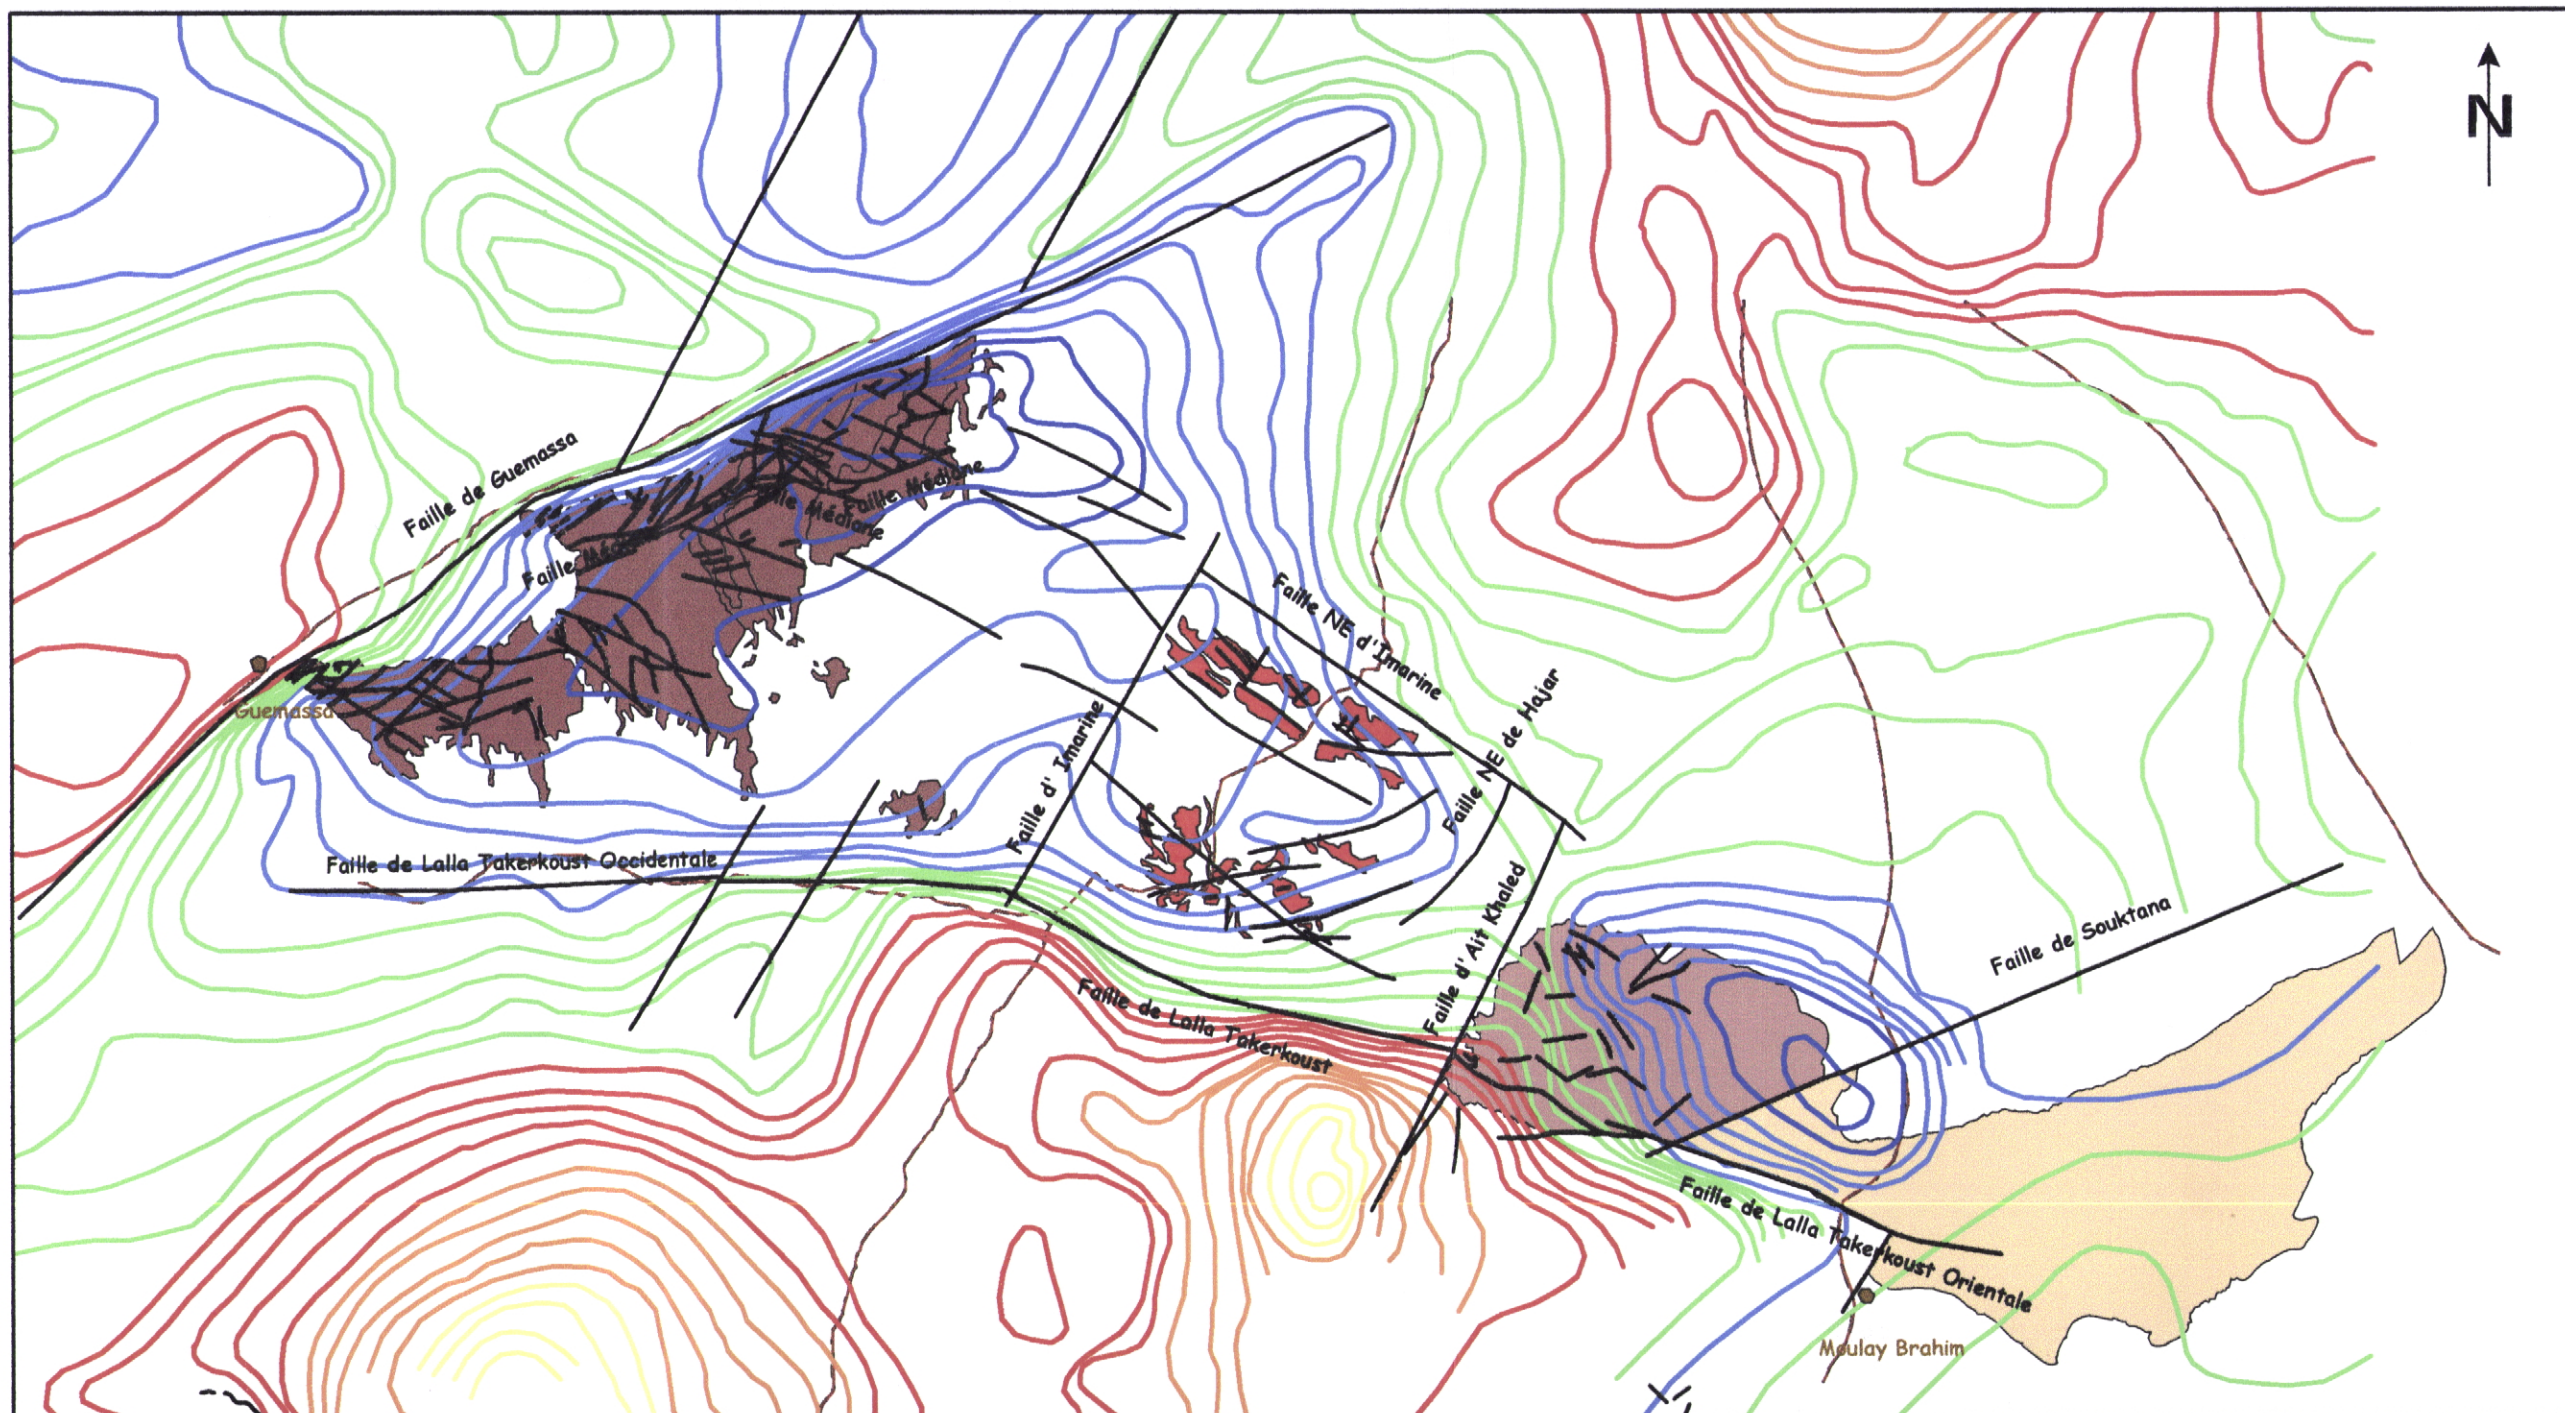 N
Faille de Guemassa
Faille Médiane
Faille Médiane
Faille NE d'Imarine
Guemassa
Faille d' Imarine
Faille NE de Hajar
Faille de Lalla Takerkoust Occidentale
Faille d' Ait Khaled
Faille de Souktana
Faille de Lalla Takerkoust
Faille de Lalla Takerkoust Orientale
Moulay Brahim